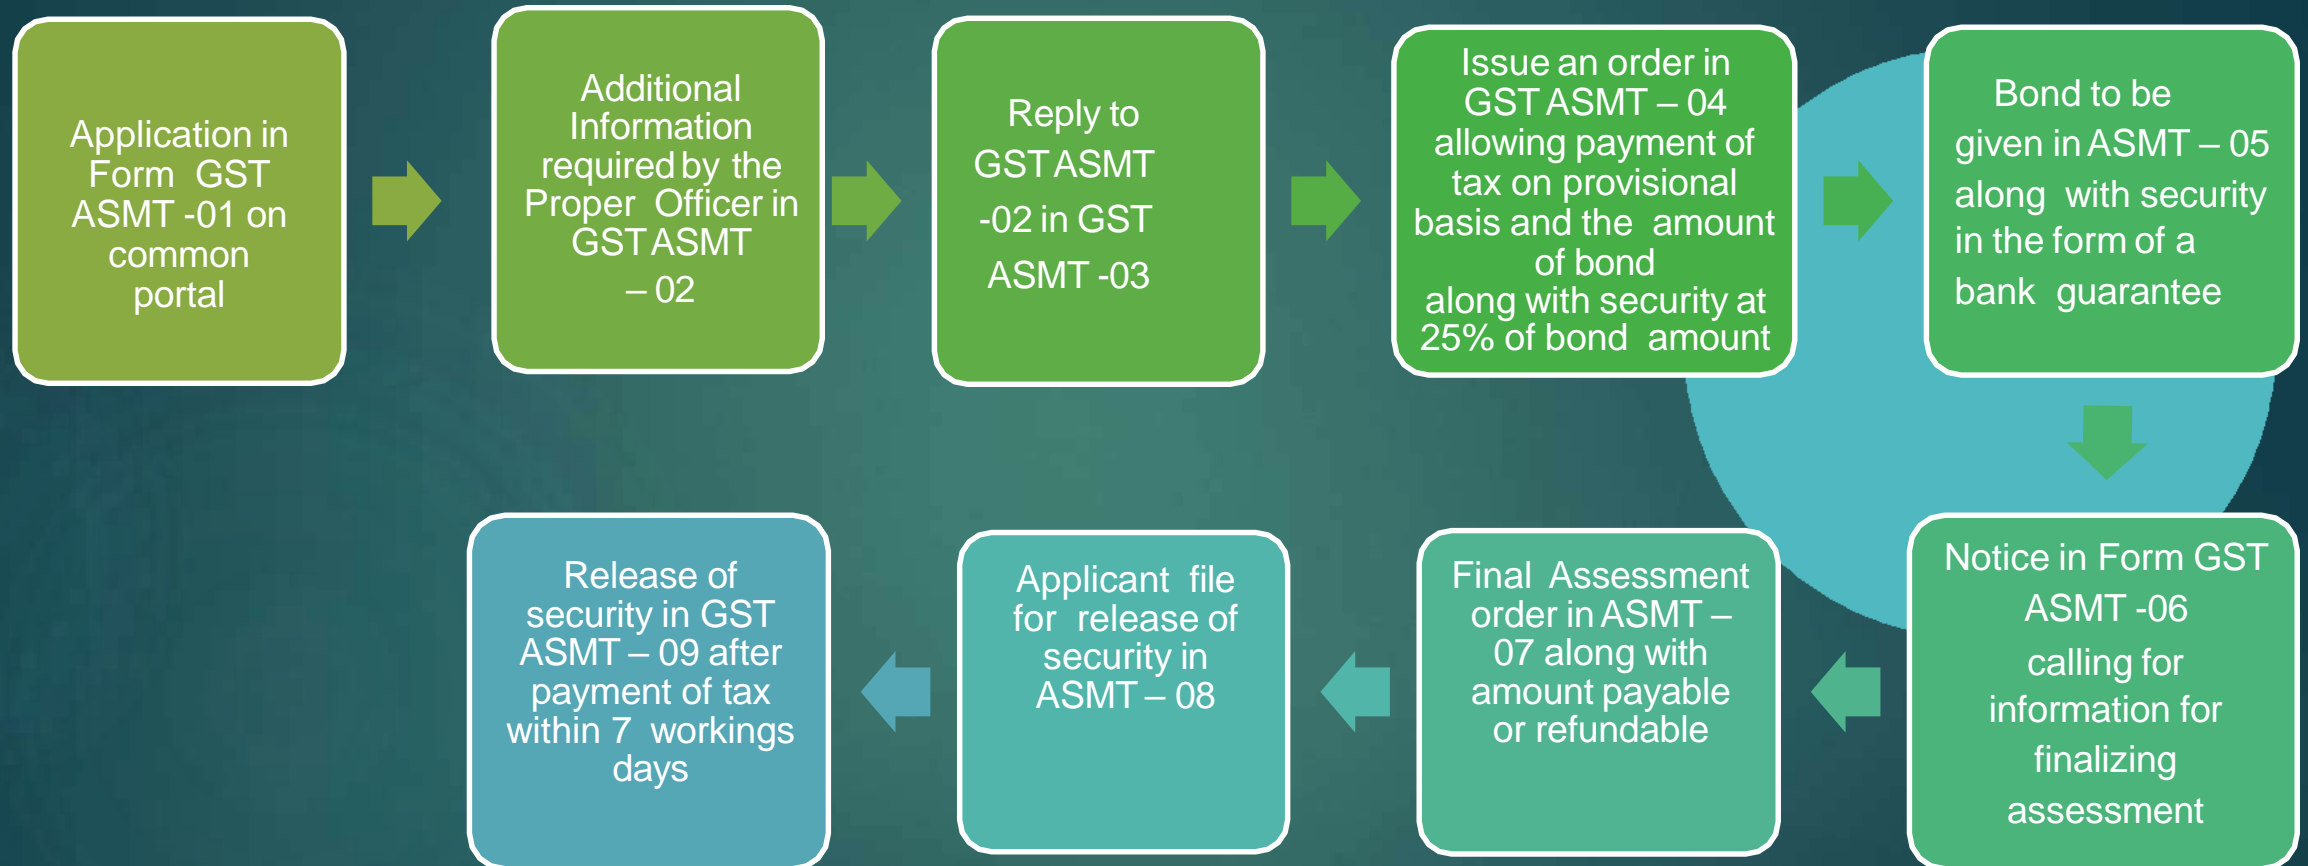 Application in
Form GST
ASMT -01 on
common
portal
Additional
Information
required by the
Proper Officer in
GST ASMT
– 02
Reply to
GST ASMT
-02 in GST
ASMT -03
Issue an order in
GST ASMT – 04
allowing payment of
tax on provisional
basis and the amount
of bond
along with security at
25% of bond amount
Bond to be
given in ASMT – 05
along with security
in the form of a
bank guarantee
Notice in Form GST
ASMT -06
calling for
information for
finalizing
assessment
Final Assessment
order in ASMT –
07 along with
amount payable
or refundable
Applicant file
for release of
security in
ASMT – 08
Release of
security in GST
ASMT – 09 after
payment of tax
within 7 workings
days